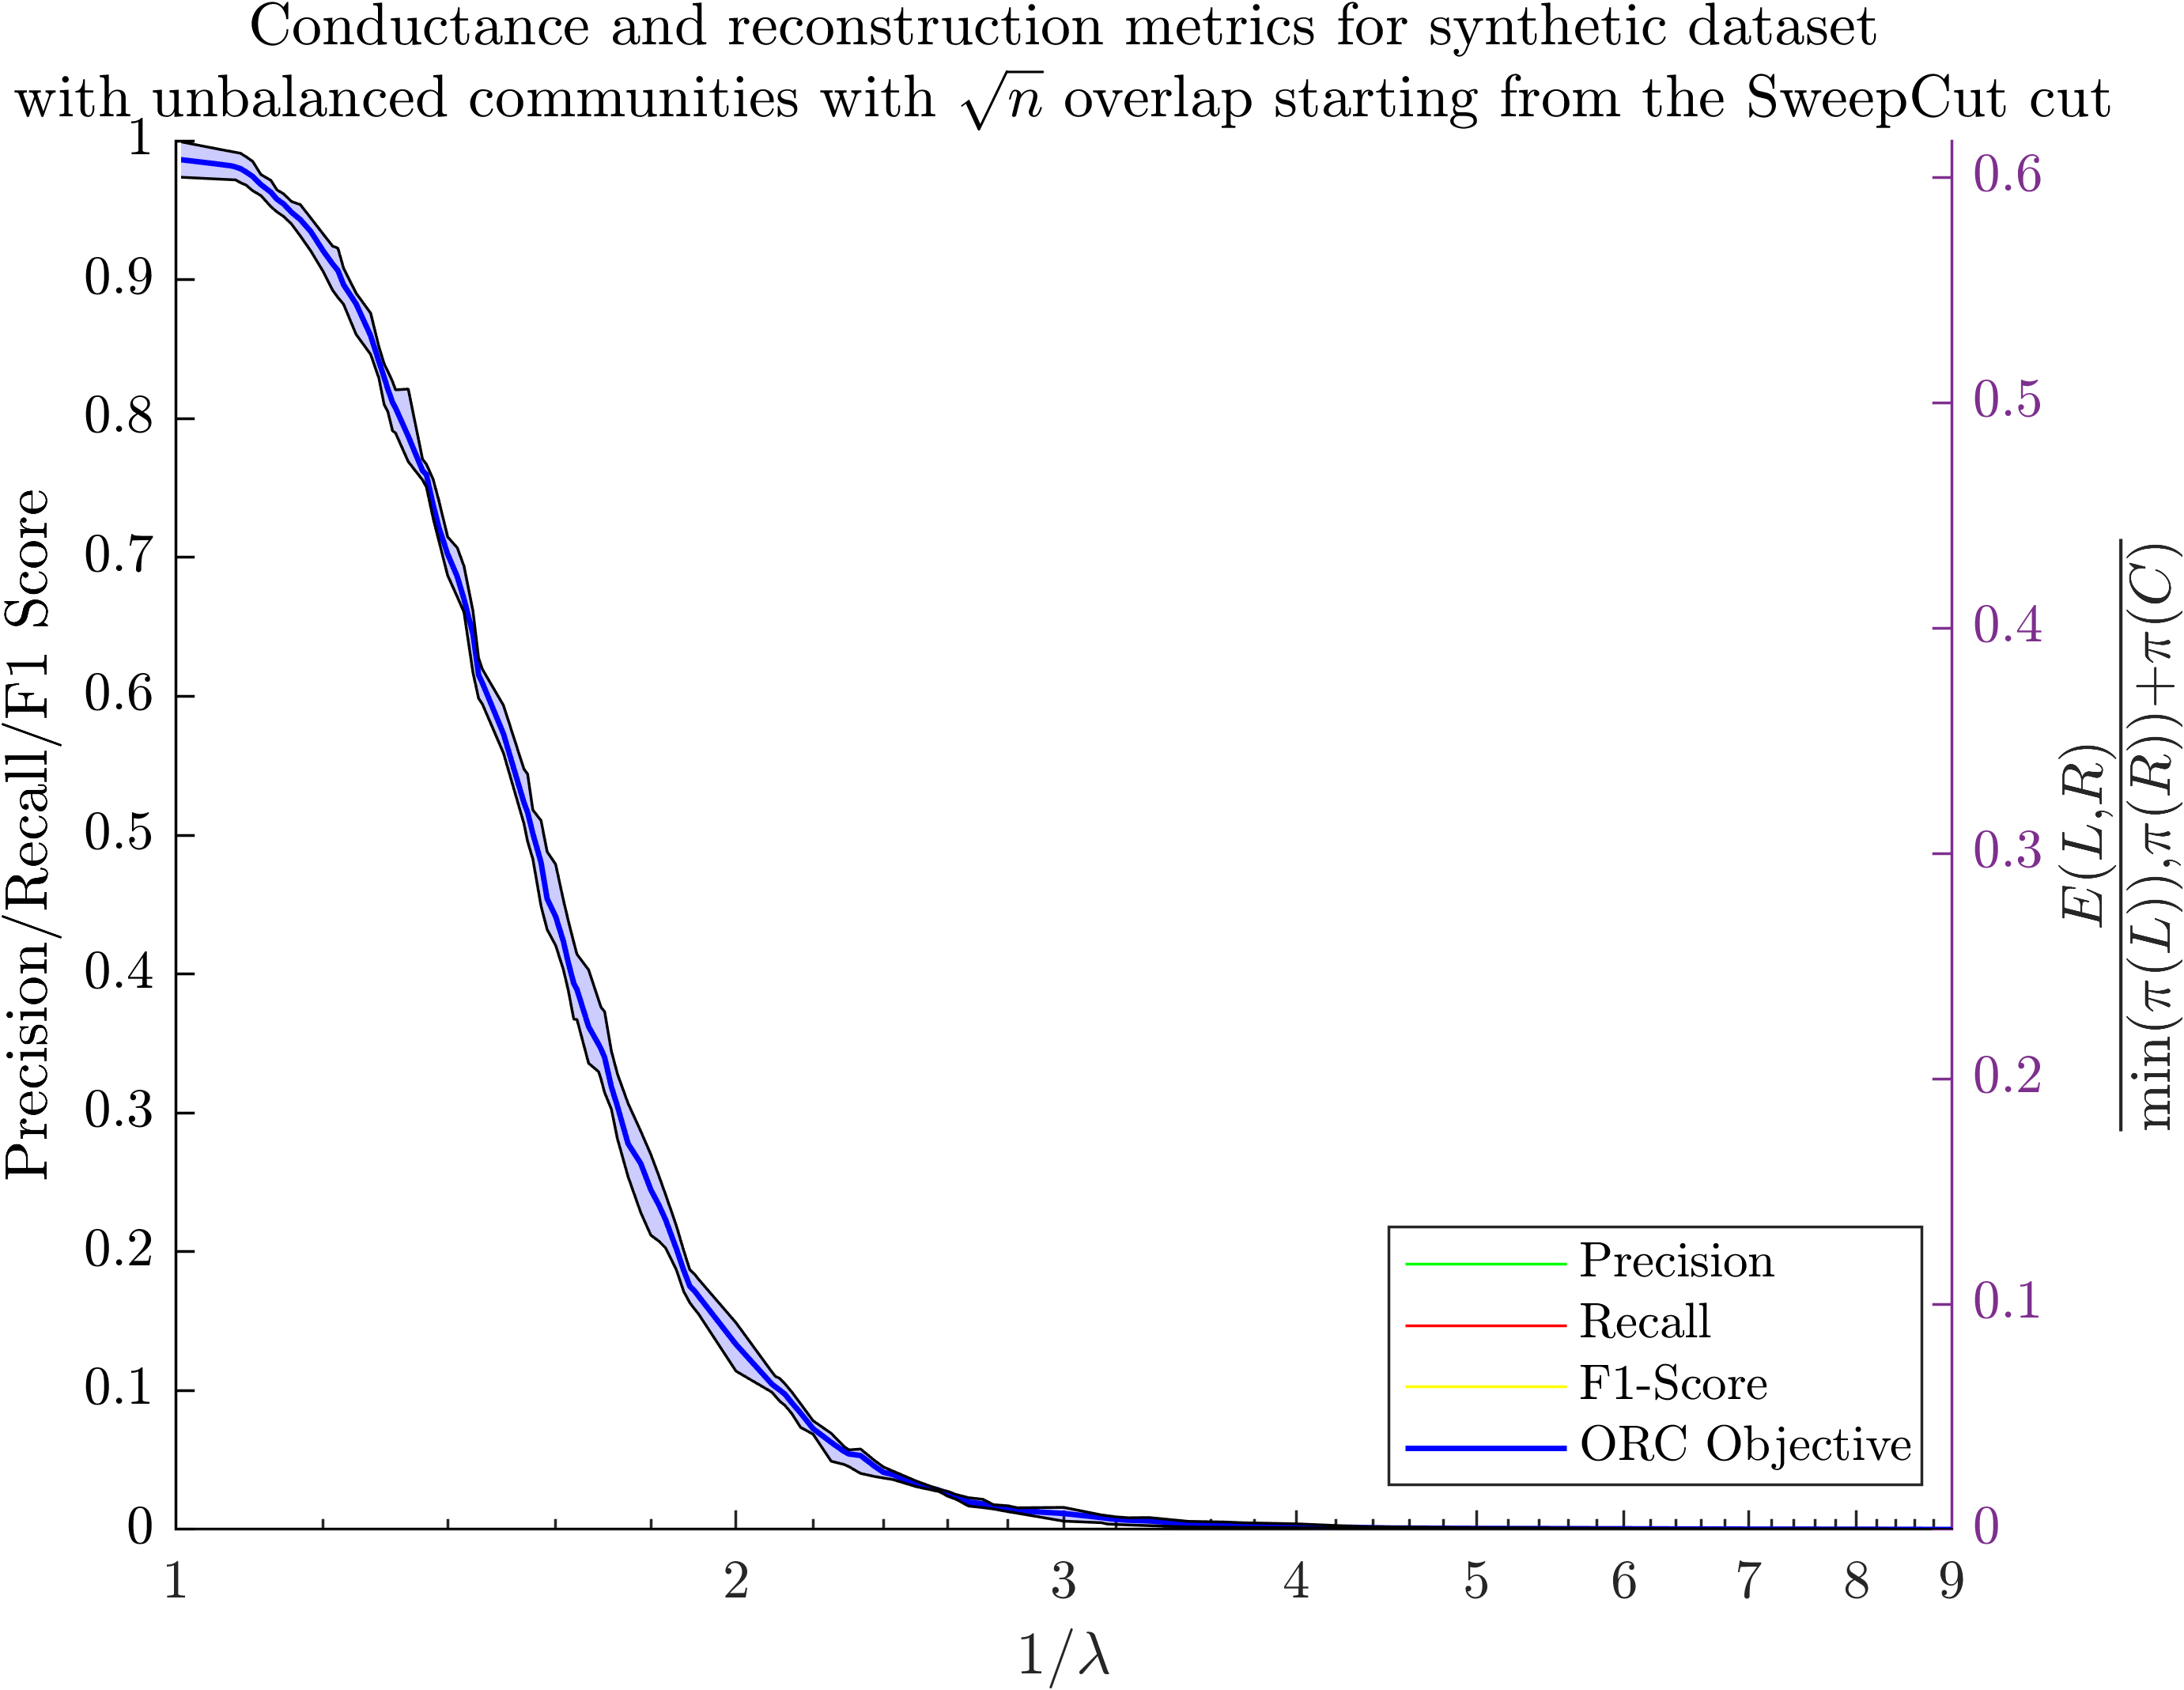 Conductance and reconstruction metrics for synthetic dataset
with unbalanced communities with √n overlap starting from the SweepCut cut
Precision/Recall/F1 Score
1
0.9
0.8
0.7
0.6
0.5
0.4
0.3
0.2
0.1
0
1
2
3
4
5
6
7
8
9
1/λ
0.6
0.5
0.4
0.3
0.2
0.1
0
E(L,R)
min(π(L)),π(R))+π(C)
Precision
Recall
F1-Score
ORC Objective